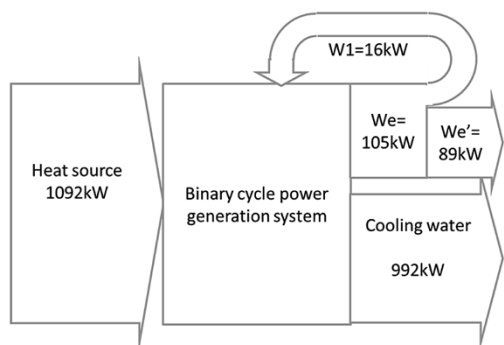 W1=16kW
We=
105kW
We’=
89kW
Heat source
1092kW
Binary cycle power
generation system
Cooling water
992kW